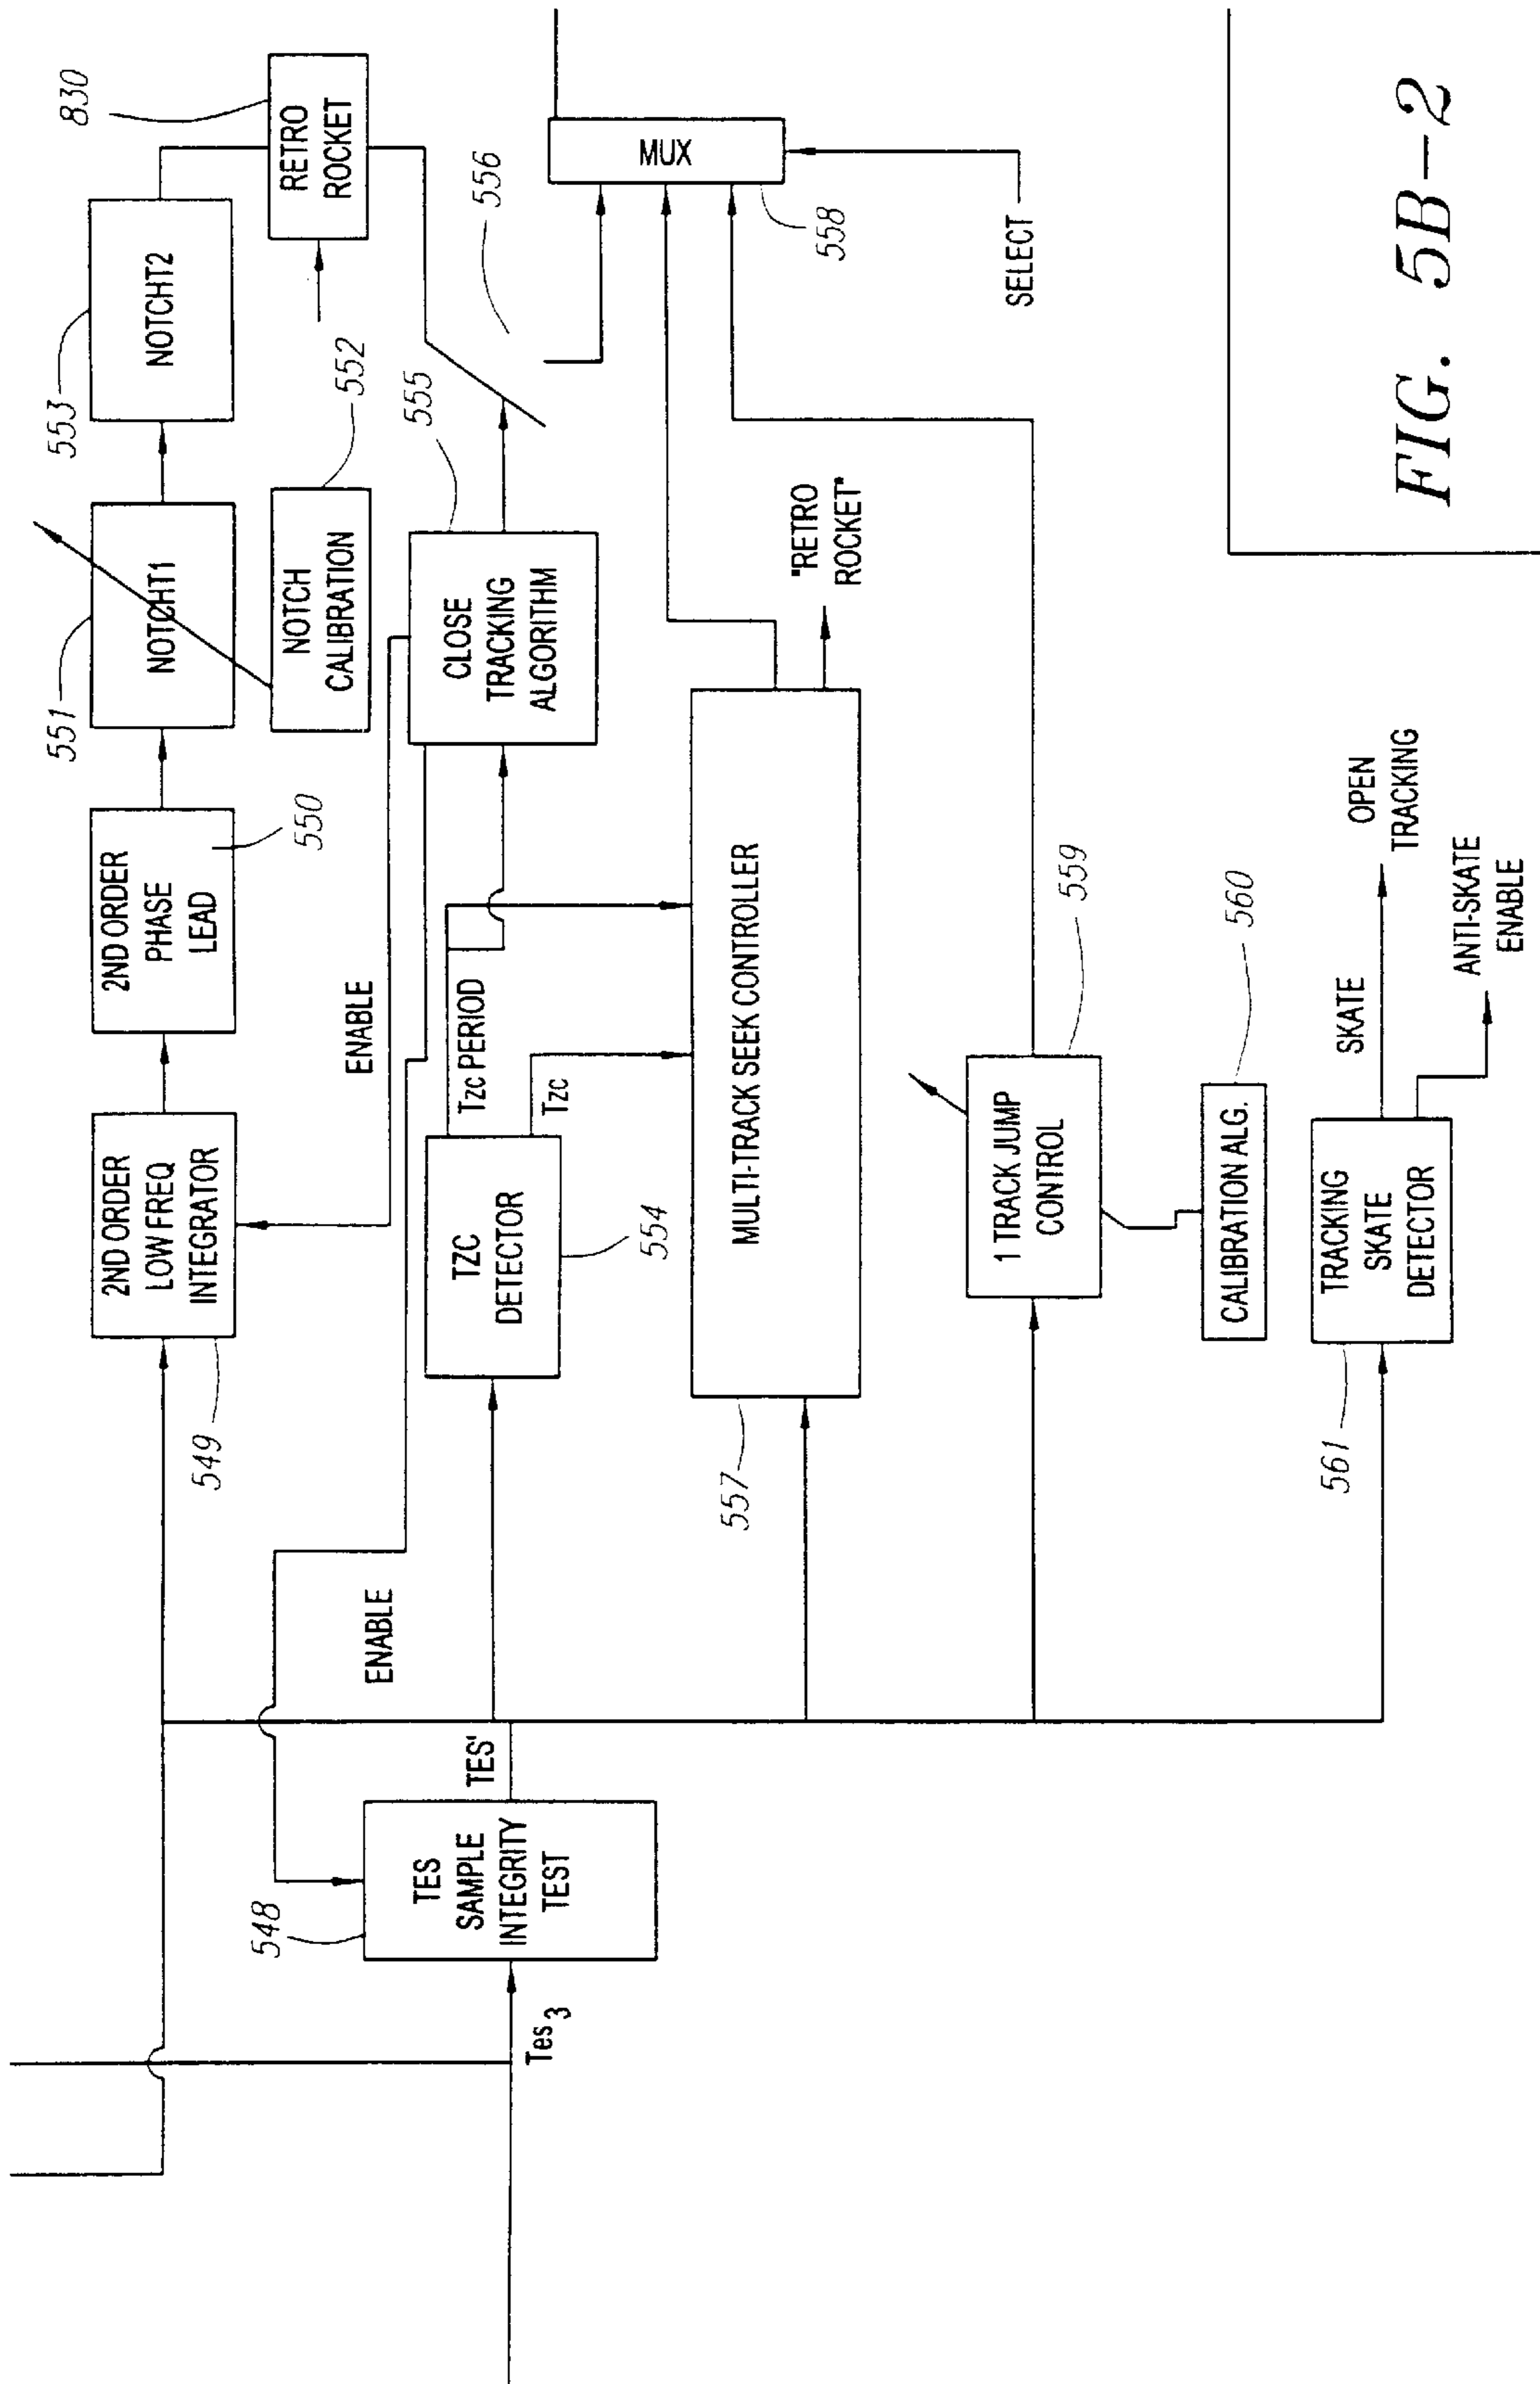 830
RETRO
ROCKET
553
NOTCHT2
551
NOTCHT1
552
NOTCH
CALIBRATION
2ND ORDER
PHASE
LEAD
550
2ND ORDER
LOW FREQ
INTEGRATOR
549
556
555
CLOSE
TRACKING
ALGORITHM
ENABLE
ENABLE
MUX
558
SELECT
Tzc PERIOD
Tzc
TZC
DETECTOR
554
TES'
TES
SAMPLE
INTEGRITY
TEST
548
Tes3
"RETRO
ROCKET"
MULTI-TRACK SEEK CONTROLLER
557
1 TRACK JUMP
CONTROL
559
CALIBRATION ALG.
560
TRACKING
SKATE
DETECTOR
561
SKATE
OPEN
TRACKING
ANTI-SKATE
ENABLE
FIG. 5B-2